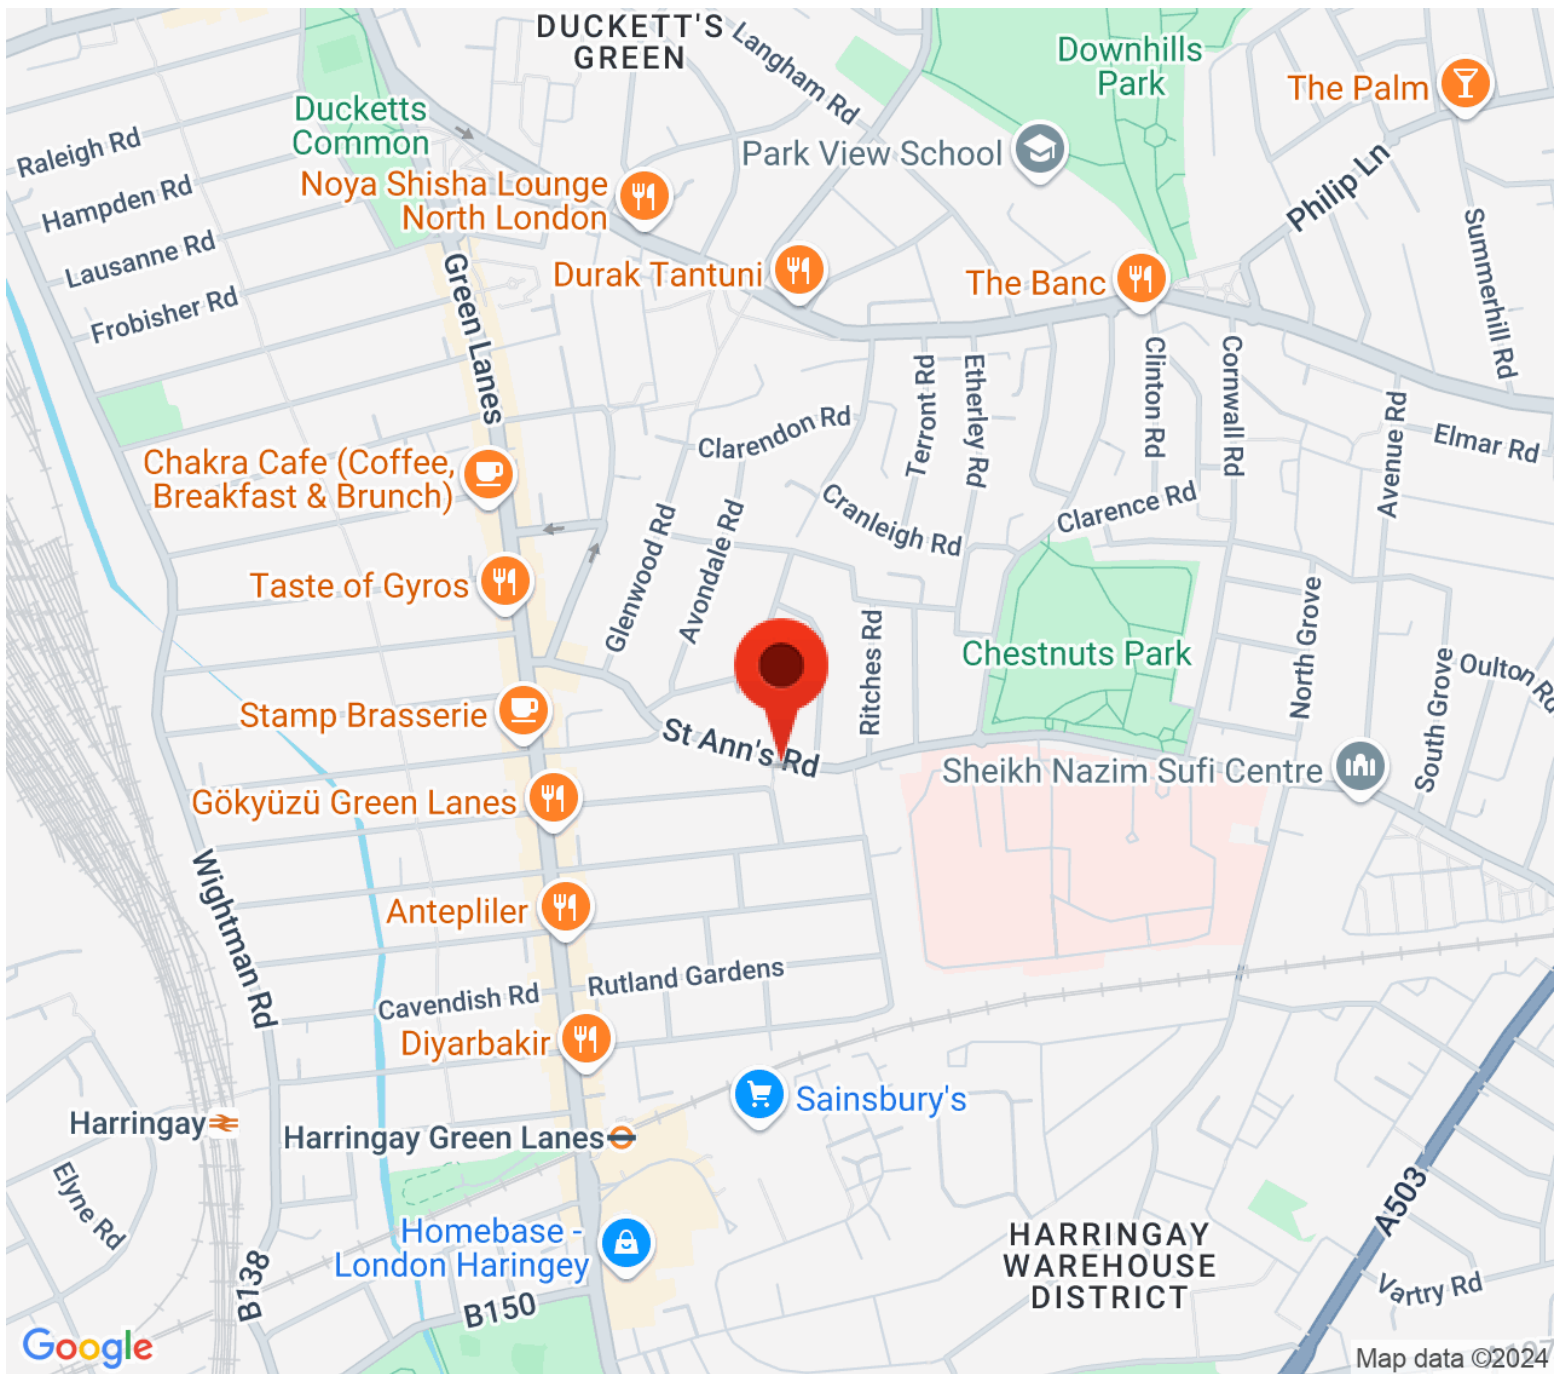 DUCKETT'S
GREEN
Langham Rd
Downhills
Park
The Palm
Ducketts
Common
Raleigh Rd
Park View School
Hampden Rd
Noya Shisha Lounge
North London
Philip Ln
Lausanne Rd
Summerhill Rd
Durak Tantuni
The Banc
Green Lanes
Frobisher Rd
Clarendon Rd
Terront Rd
Etherley Rd
Clinton Rd
Cornwall Rd
Avenue Rd
Elmar Rd
Chakra Cafe (Coffee,
Breakfast & Brunch)
Cranleigh Rd
Clarence Rd
Glenwood Rd
Avondale Rd
Taste of Gyros
North Grove
Ritches Rd
Chestnuts Park
South Grove
Oulton Rd
Stamp Brasserie
St Ann's Rd
Sheikh Nazim Sufi Centre
Gökyüzü Green Lanes
Wightman Rd
Antepliler
Rutland Gardens
Cavendish Rd
Diyarbakir
Sainsbury's
Harringay
Harringay Green Lanes
Elyne Rd
A503
Homebase -
London Haringey
HARRINGAY
WAREHOUSE
DISTRICT
B138
B150
Vartry Rd
Google
Map data ©2024